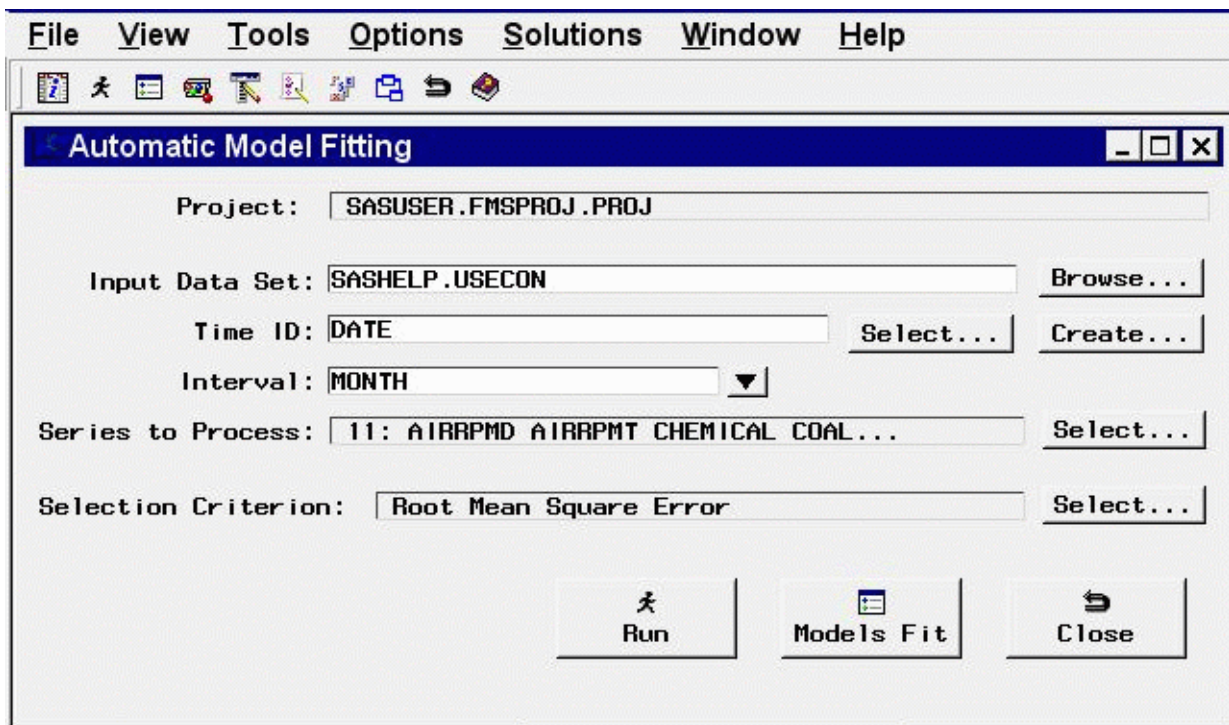 File View Tools Options Solutions Window Help
Automatic Model Fitting
Project: SASUSER.FMSPROJ.PROJ
Input Data Set: SASHELP.USECON Browse...
Time ID: DATE Select... Create...
Interval: MONTH
Series to Process: 11: AIRRPMD AIRRPMT CHEMICAL COAL... Select...
Selection Criterion: Root Mean Square Error Select...
Run Models Fit Close